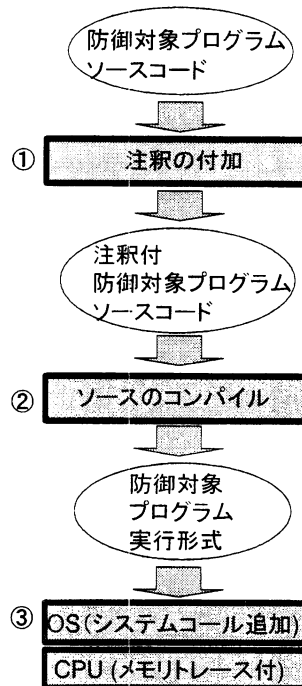 防御対象プログラム
ソースコード
① 注釈の付加
注釈付
防御対象プログラム
ソースコード
② ソースのコンパイル
防御対象
プログラム
実行形式
③ OS(システムコール追加)
CPU (メモリトレース付)